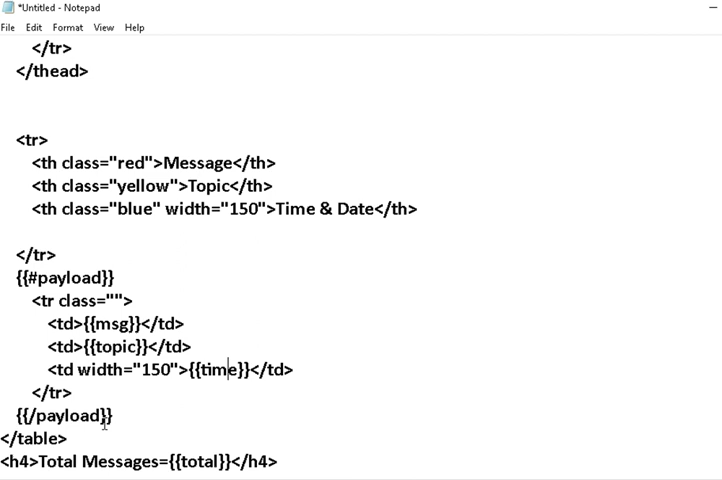 *Untitled - Notepad
File Edit Format View Help
</tr>
</thead>
<tr>
<th class="red">Message</th>
<th class="yellow">Topic</th>
<th class="blue" width="150">Time & Date</th>
</tr>
{{#payload}}
<tr class="">
<td>{{msg}}</td>
<td>{{topic}}</td>
<td width="150">{{time}}</td>
</tr>
{{/payload}}
</table>
<h4>Total Messages={{total}}</h4>